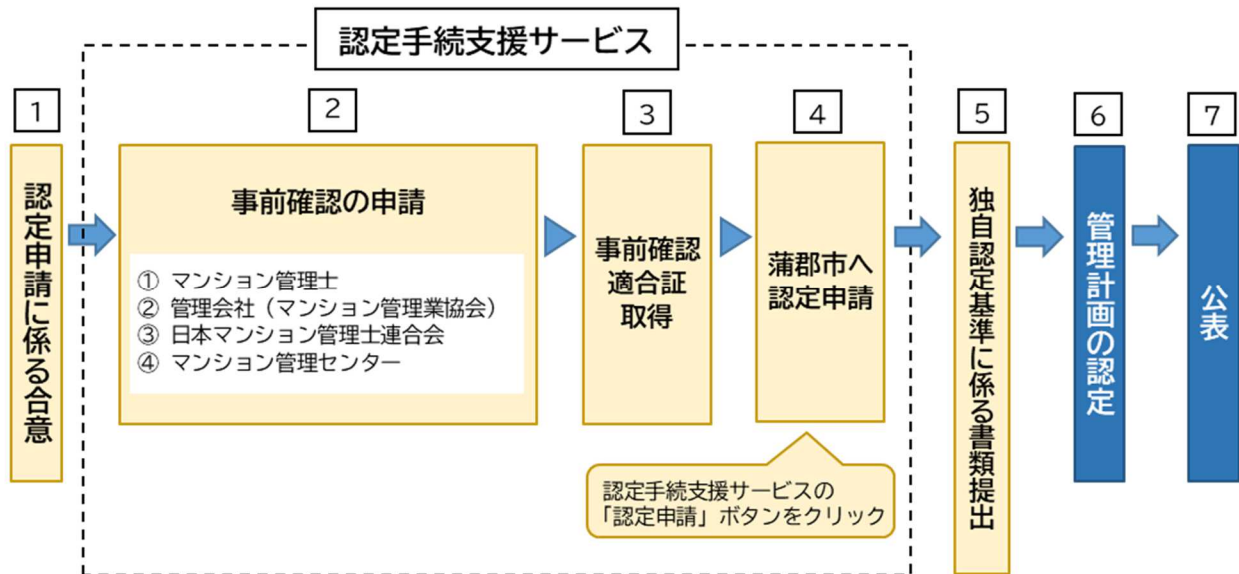 認定手続支援サービス
1
認定申請に係る合意
2
事前確認の申請
① マンション管理士
② 管理会社（マンション管理業協会）
③ 日本マンション管理士連合会
④ マンション管理センター
3
事前確認
適合証
取得
4
蒲郡市へ
認定申請
認定手続支援サービスの
「認定申請」ボタンをクリック
5
独自認定基準に係る書類提出
6
管理計画の認定
7
公表